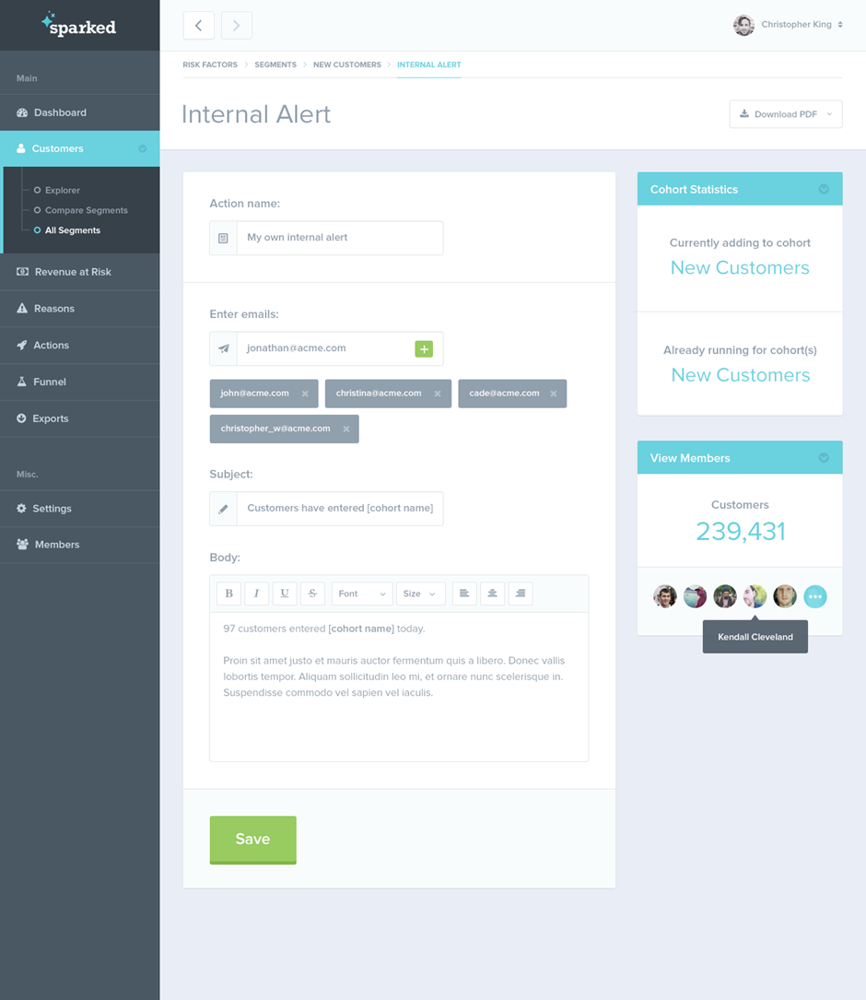 sparked
Christopher King
Main
Dashboard
Customers
Explorer
Compare Segments
All Segments
Revenue at Risk
Reasons
Actions
Funnel
Exports
Misc.
Settings
Members
RISK FACTORS > SEGMENTS > NEW CUSTOMERS > INTERNAL ALERT
Internal Alert
Download PDF
Action name:
My own internal alert
Enter emails:
jonathan@acme.com
john@acme.com × christina@acme.com × cade@acme.com ×
christopher_w@acme.com ×
Subject:
Customers have entered [cohort name]
Body:
B I U S Font Size
97 customers entered [cohort name] today.
Proin sit amet justo et mauris auctor fermentum quis a libero. Donec vallis
lobortis tempor. Aliquam sollicitudin leo mi, et ornare nunc scelerisque in.
Suspendisse commodo vel sapien vel iaculis.
Save
Cohort Statistics
Currently adding to cohort
New Customers
Already running for cohort(s)
New Customers
View Members
Customers
239,431
Kendall Cleveland